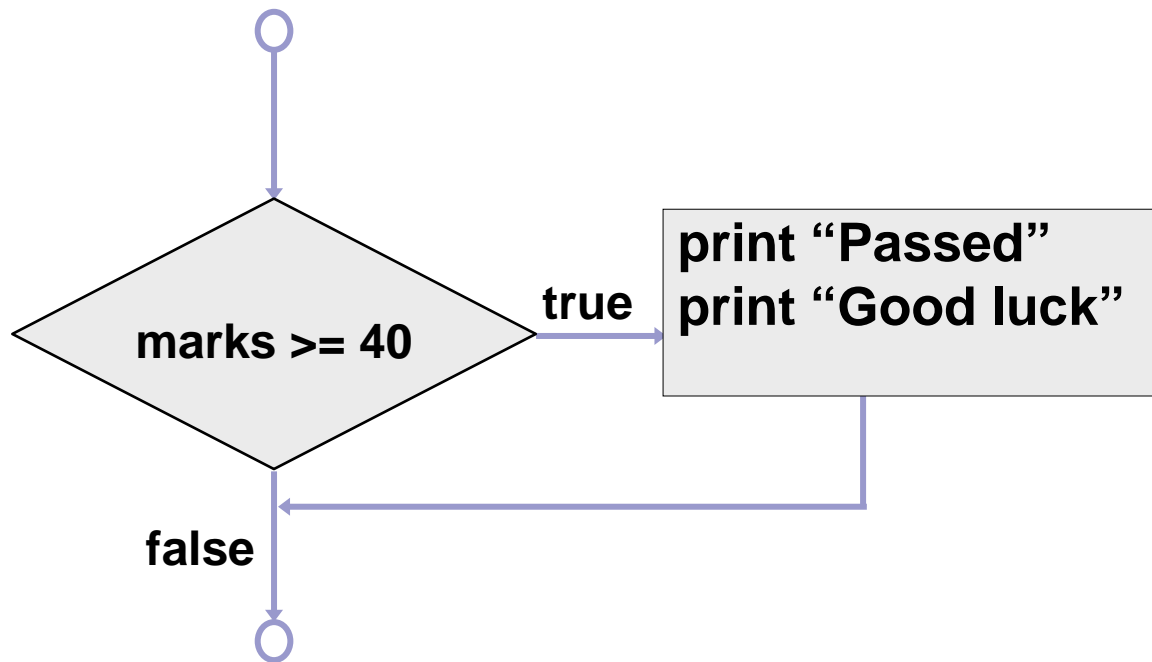 marks >= 40
true
print “Passed”
print “Good luck”
false